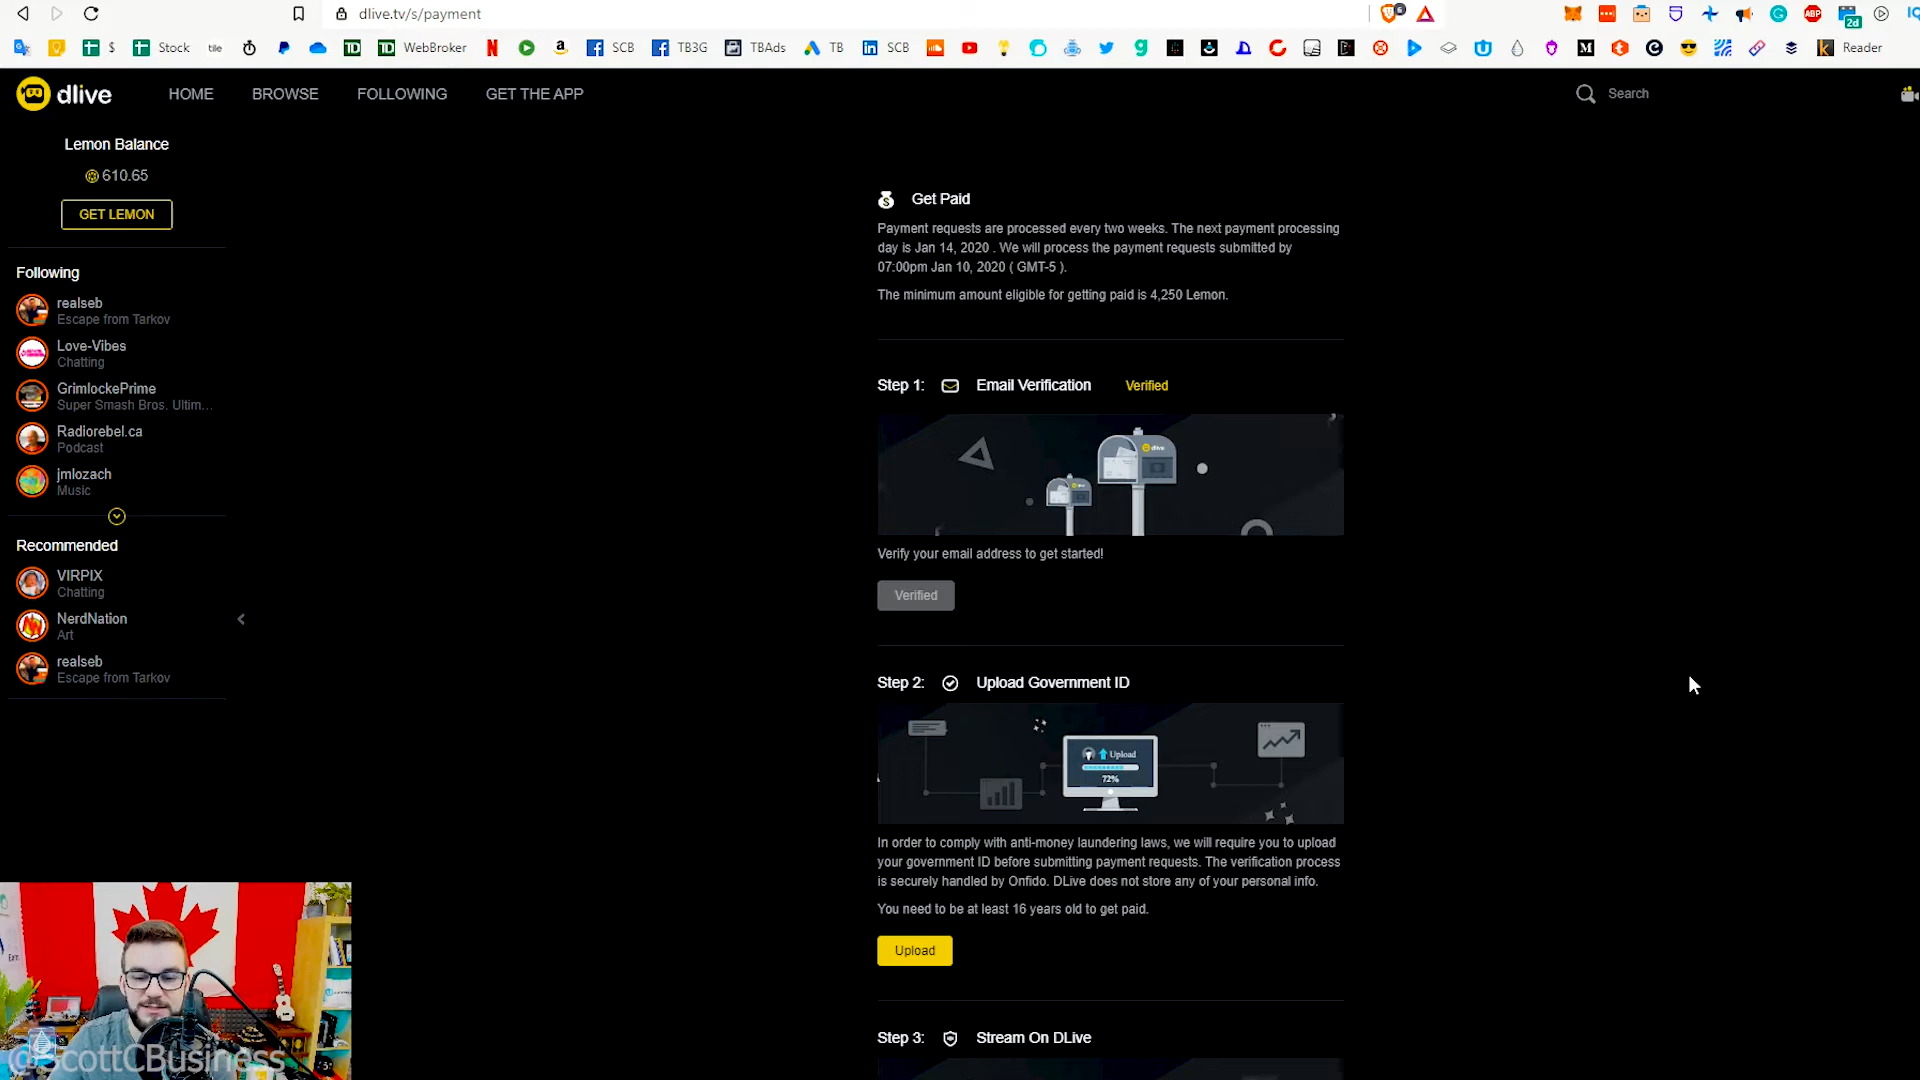 dlive.tv/s/payment
6
ABP
2d
$
Stock
tile
TD
TD WebBroker
N
SCB
TB3G
TBAds
TB
SCB
M
Reader
dlive
HOME
BROWSE
FOLLOWING
GET THE APP
Search
Lemon Balance
610.65
GET LEMON
Following
realseb
Escape from Tarkov
Love-Vibes
Chatting
GrimlockePrime
Super Smash Bros. Ultim...
Radiorebel.ca
Podcast
jmlozach
Music
Recommended
VIRPIX
Chatting
NerdNation
Art
realseb
Escape from Tarkov
Get Paid
Payment requests are processed every two weeks. The next payment processing
day is Jan 14, 2020 . We will process the payment requests submitted by
07:00pm Jan 10, 2020 ( GMT-5 ).
The minimum amount eligible for getting paid is 4,250 Lemon.
Step 1:
Email Verification
Verified
dlive
Verify your email address to get started!
Verified
Step 2:
Upload Government ID
Upload
72%
In order to comply with anti-money laundering laws, we will require you to upload
your government ID before submitting payment requests. The verification process
is securely handled by Onfido. DLive does not store any of your personal info.
You need to be at least 16 years old to get paid.
Upload
Step 3:
Stream On DLive
@ScottCBusiness